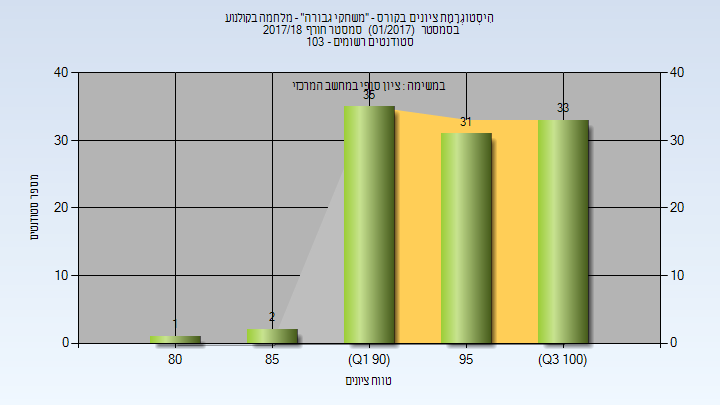 היסטוגרמת ציונים בקורס - "משחקי גבורה" - מלחמה בקולנוע
בסמסטר (01/2017) סמסטר חורף 2017/18
סטודנטים רשומים - 103
במשימה : ציון סופי במחשב המרכזי
40 40
30 30
20 20
10 10
0 0
מספר סטודנטים
1 2 35 31 33
80 85 (Q1 90) 95 (Q3 100)
טווח ציונים